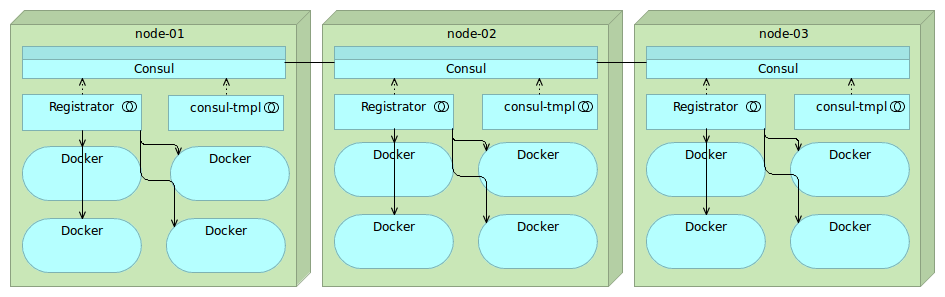 node-01
Consul
Registrator
consul-tmpl
Docker
Docker
Docker
Docker
node-02
Consul
Registrator
consul-tmpl
Docker
Docker
Docker
Docker
node-03
Consul
Registrator
consul-tmpl
Docker
Docker
Docker
Docker